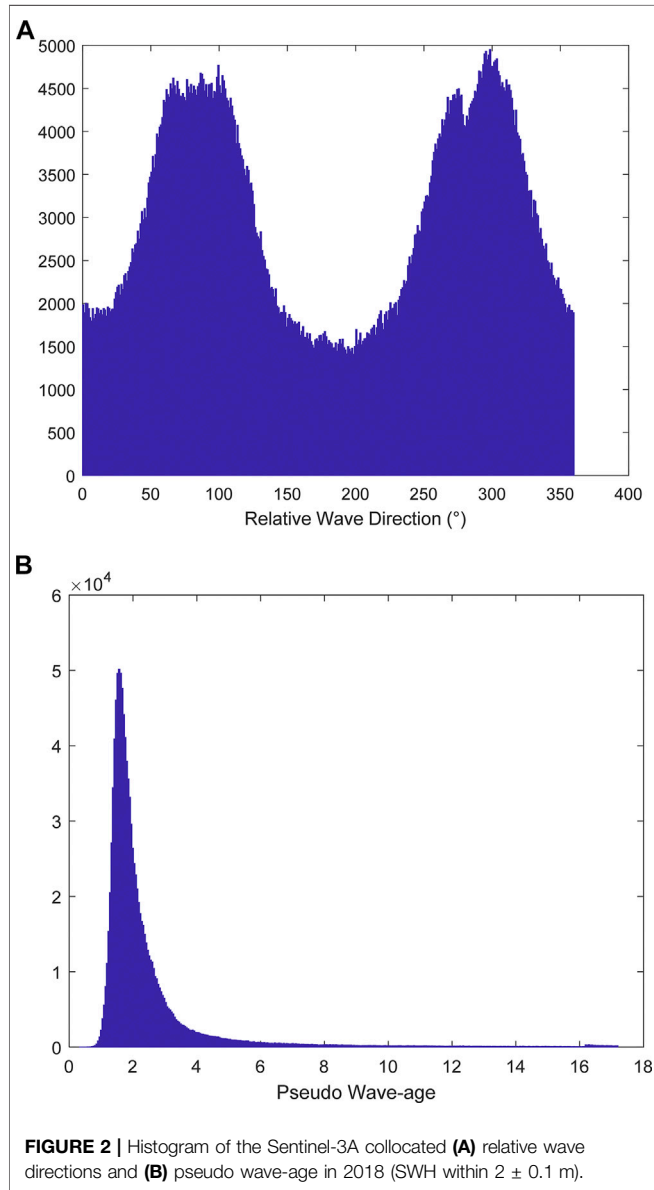 A
5000
4500
4000
3500
3000
2500
2000
1500
1000
500
0
0 50 100 150 200 250 300 350 400
Relative Wave Direction (°)
B
×10⁴
6
5
4
3
2
1
0
0 2 4 6 8 10 12 14 16 18
Pseudo Wave-age
FIGURE 2 | Histogram of the Sentinel-3A collocated (A) relative wave
directions and (B) pseudo wave-age in 2018 (SWH within 2 ± 0.1 m).